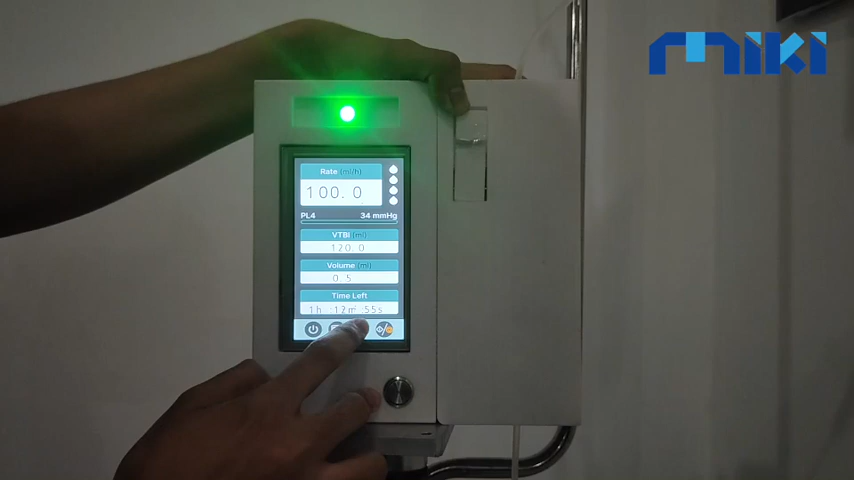 miki
Rate (ml/h)
100.0
PL4 34 mmHg
VTBI (ml)
120.0
Volume (ml)
0.5
Time Left
1h :12m :55s